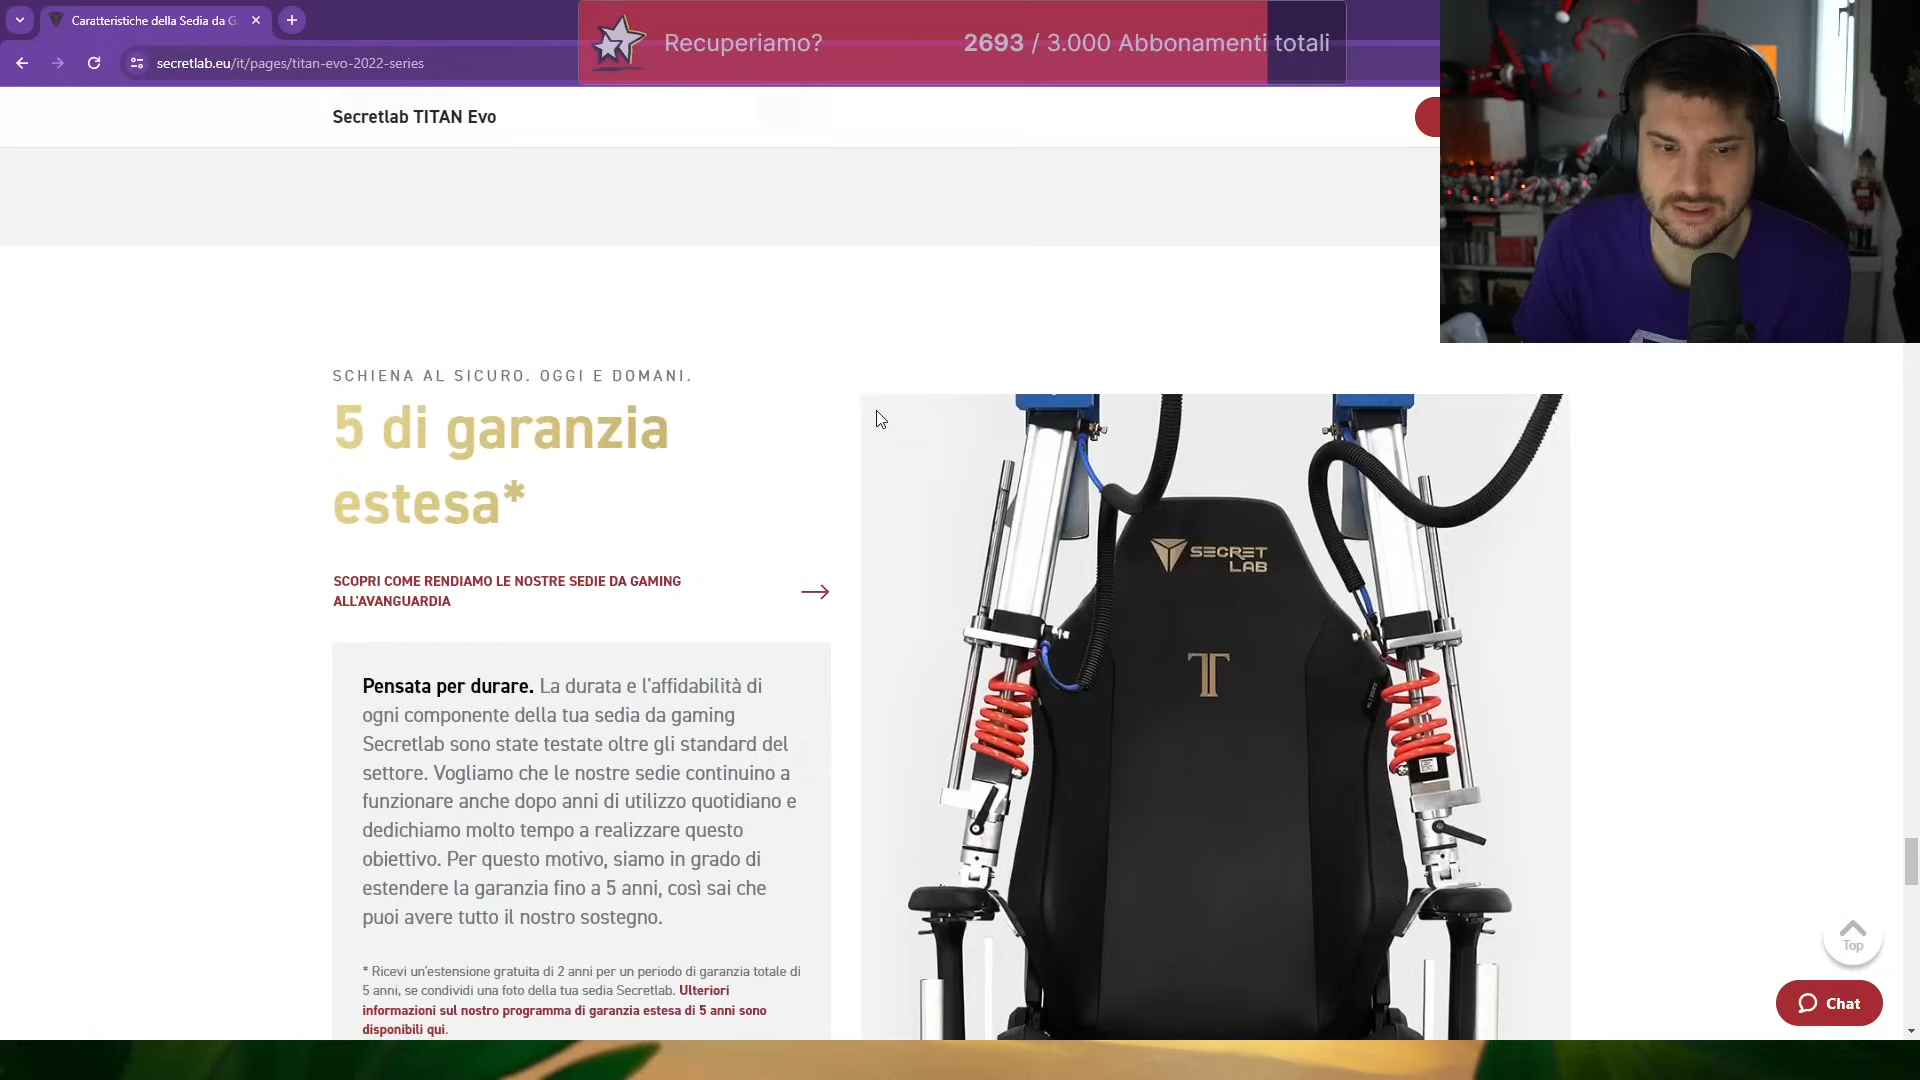 Caratteristiche della Sedia da G
Recuperiamo?
2693 / 3.000 Abbonamenti totali
secretlab.eu/it/pages/titan-evo-2022-series
Secretlab TITAN Evo
SCHIENA AL SICURO. OGGI E DOMANI.
5 di garanzia
estesa*
SCOPRI COME RENDIAMO LE NOSTRE SEDIE DA GAMING
ALL'AVANGUARDIA
Pensata per durare. La durata e l'affidabilità di
ogni componente della tua sedia da gaming
Secretlab sono state testate oltre gli standard del
settore. Vogliamo che le nostre sedie continuino a
funzionare anche dopo anni di utilizzo quotidiano e
dedichiamo molto tempo a realizzare questo
obiettivo. Per questo motivo, siamo in grado di
estendere la garanzia fino a 5 anni, così sai che
puoi avere tutto il nostro sostegno.
* Ricevi un'estensione gratuita di 2 anni per un periodo di garanzia totale di
5 anni, se condividi una foto della tua sedia Secretlab. Ulteriori
informazioni sul nostro programma di garanzia estesa di 5 anni sono
disponibili qui.
SECRET
LAB
T
Top
Chat